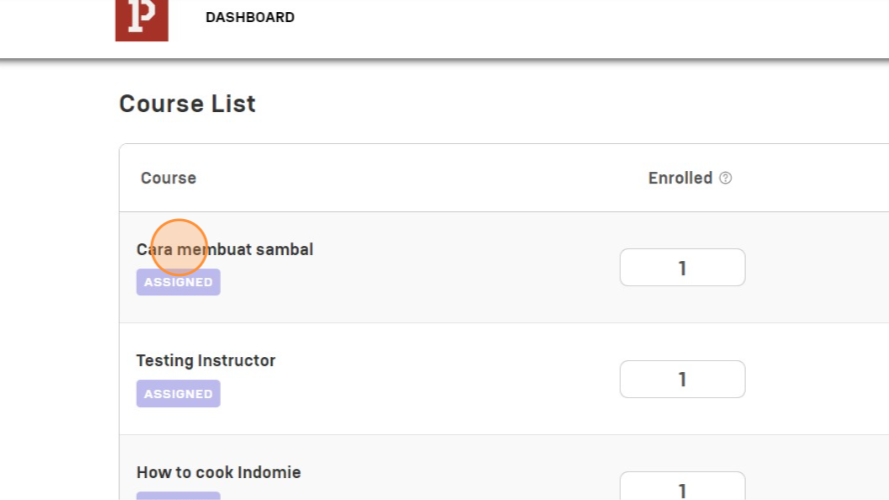 P
DASHBOARD
Course List
Course Enrolled
Cara membuat sambal
ASSIGNED
1
Testing Instructor
ASSIGNED
1
How to cook Indomie
1